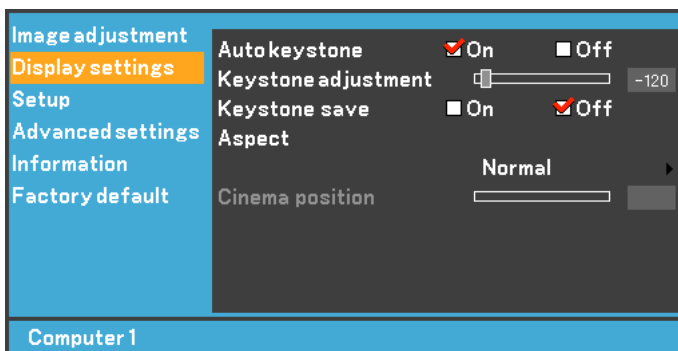 Image adjustment
Display settings
Setup
Advanced settings
Information
Factory default
Auto keystone On Off
Keystone adjustment -120
Keystone save On Off
Aspect
Normal
Cinema position
Computer 1